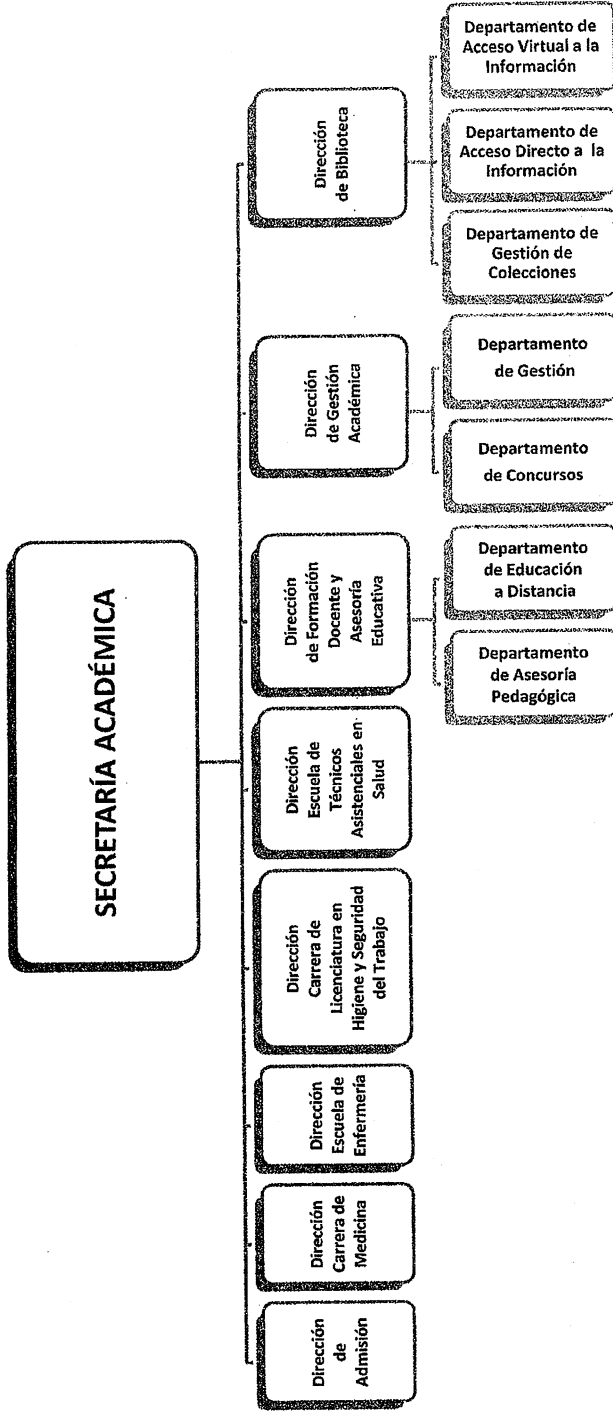 SECRETARÍA ACADÉMICA
Dirección
de
Admisión
Dirección
Carrera de
Medicina
Dirección
Escuela de
Enfermería
Dirección
Carrera de
Licenciatura en
Higiene y Seguridad
del Trabajo
Dirección
Escuela de
Técnicos
Asistenciales en
Salud
Dirección
de Formación
Docente y
Asesoría
Educativa
Dirección
de Gestión
Académica
Dirección
de Biblioteca
Departamento
de Asesoría
Pedagógica
Departamento
de Educación
a Distancia
Departamento
de Concursos
Departamento
de Gestión
Departamento de
Gestión de
Colecciones
Departamento de
Acceso Directo a la
Información
Departamento de
Acceso Virtual a la
Información